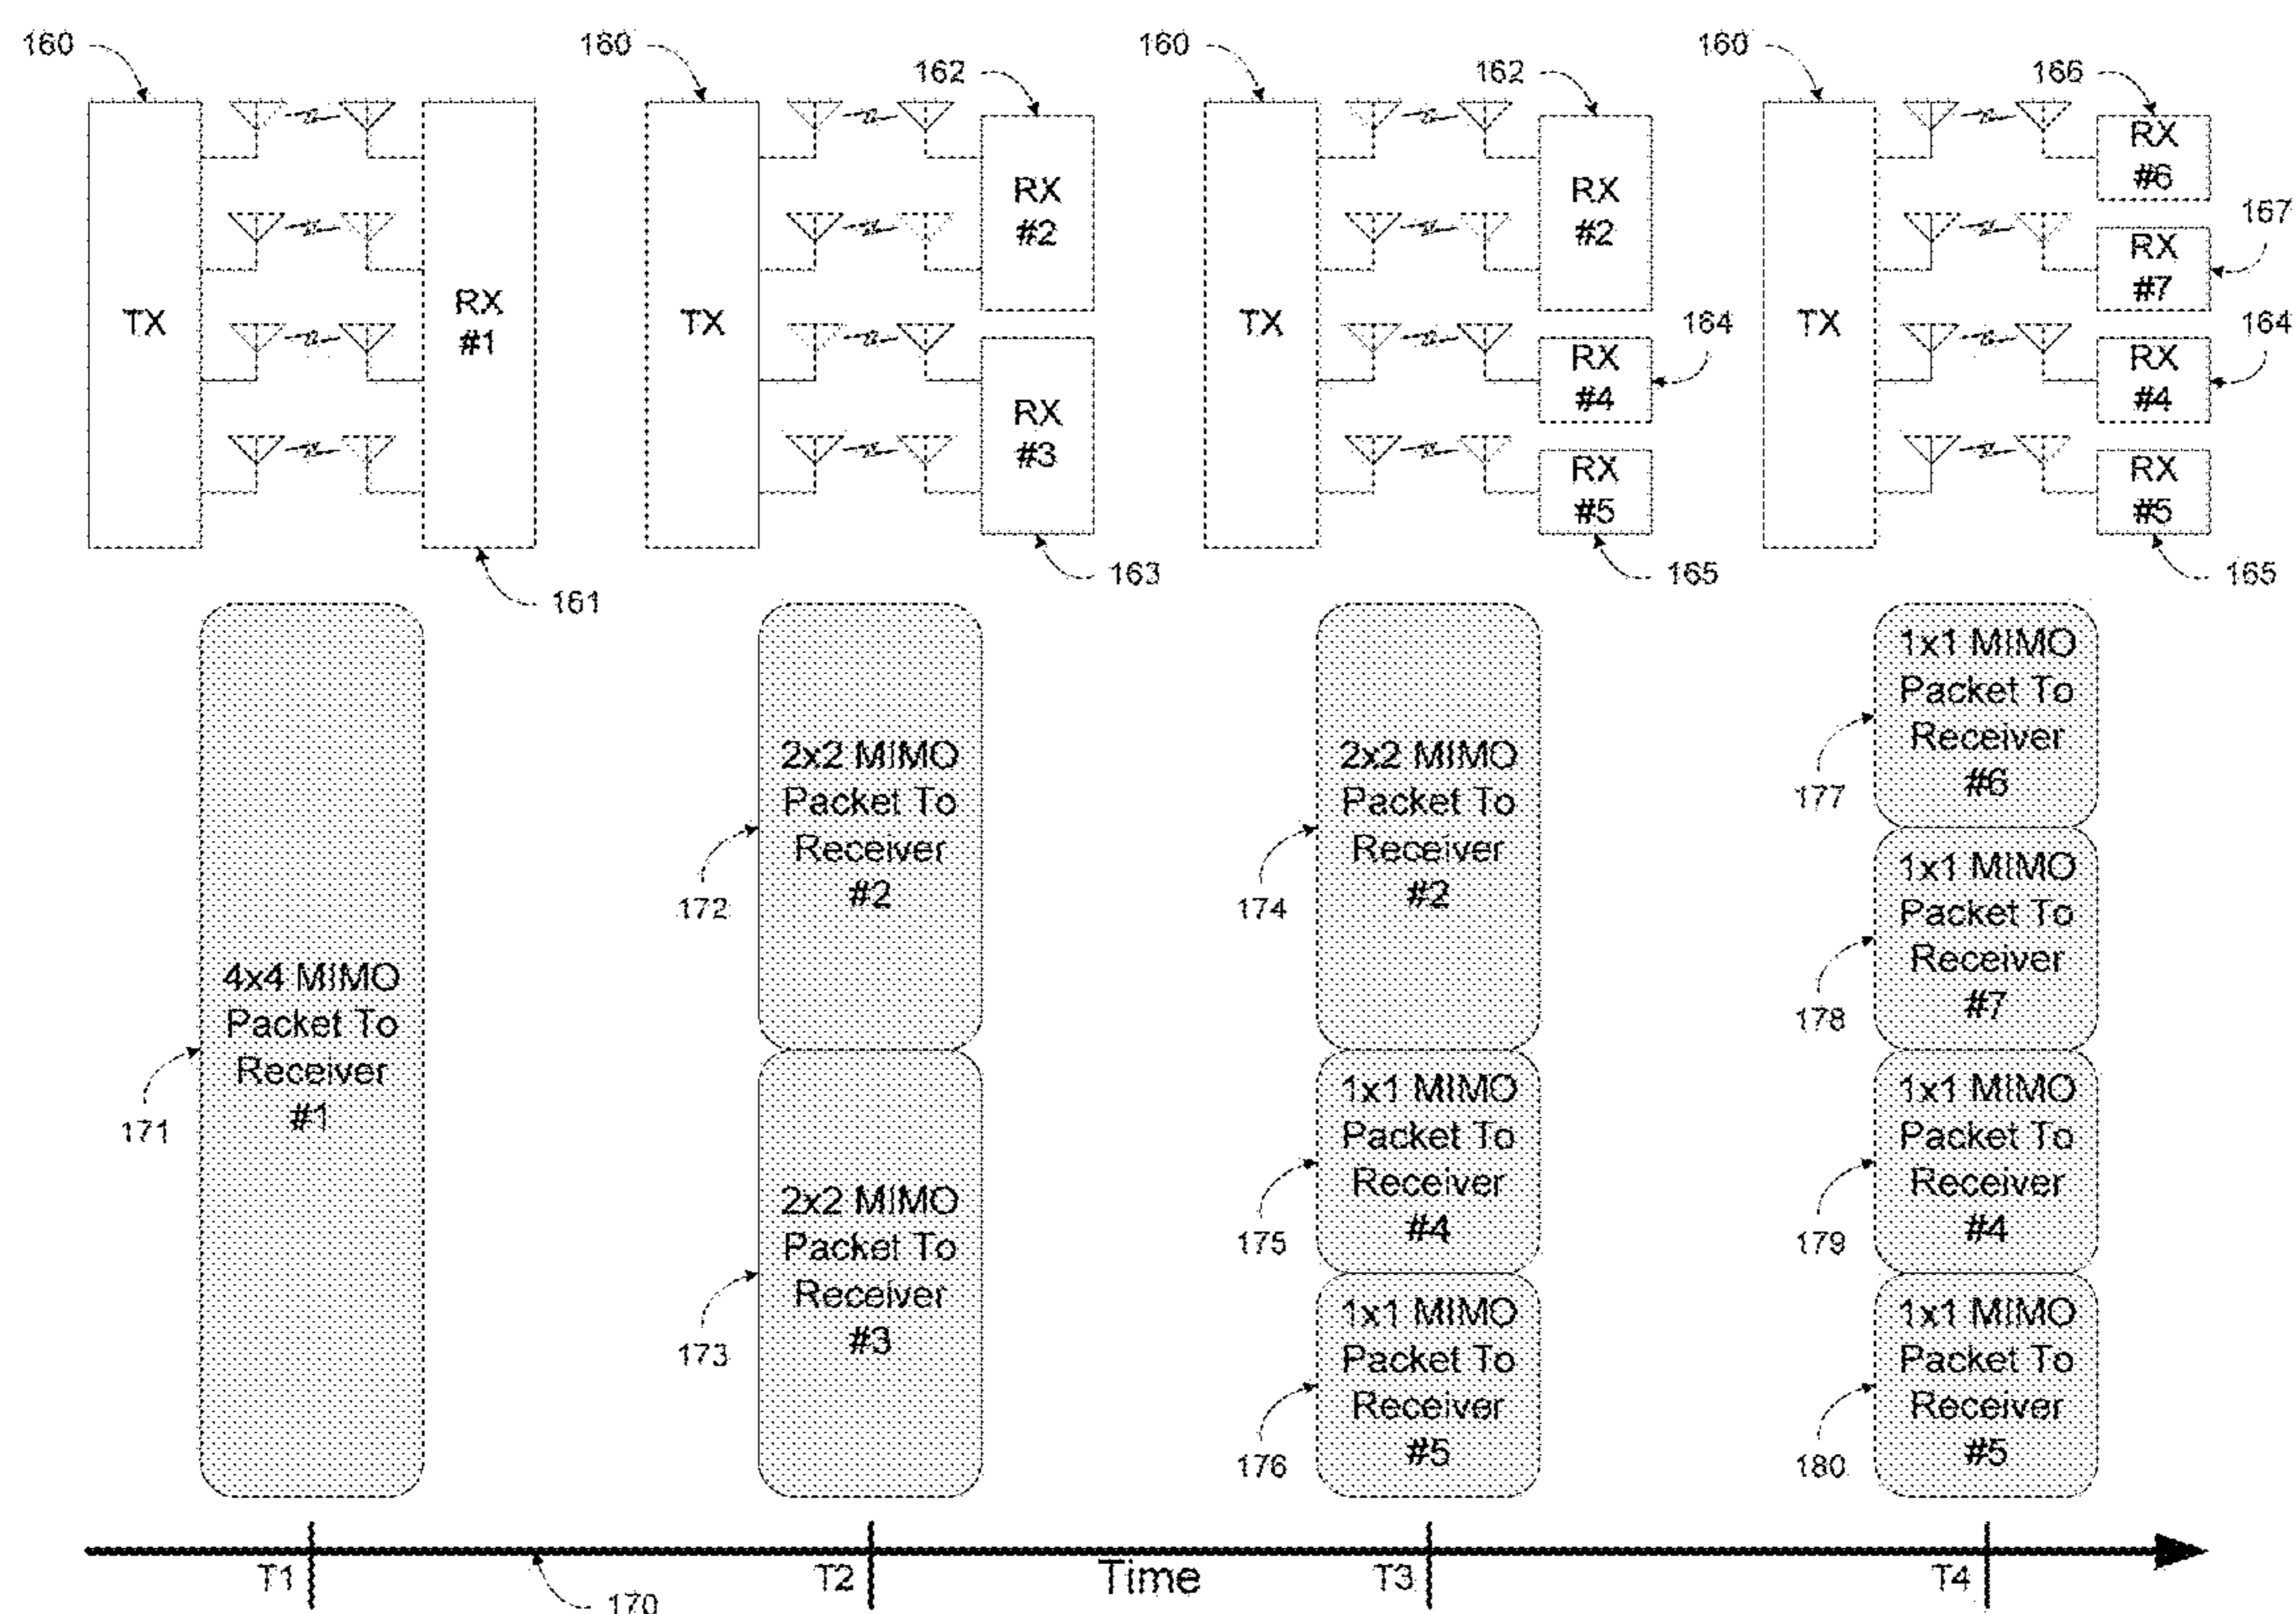 160
160
162
160
162
160
166
TX
RX
#1
161
TX
RX
#2
RX
#3
163
TX
RX
#2
RX
#4
164
RX
#5
165
TX
RX
#6
RX
#7
167
RX
#4
164
RX
#5
165
4x4 MIMO
Packet To
Receiver
#1
171
2x2 MIMO
Packet To
Receiver
#2
172
2x2 MIMO
Packet To
Receiver
#3
173
2x2 MIMO
Packet To
Receiver
#2
174
1x1 MIMO
Packet To
Receiver
#4
175
1x1 MIMO
Packet To
Receiver
#5
176
1x1 MIMO
Packet To
Receiver
#6
177
1x1 MIMO
Packet To
Receiver
#7
178
1x1 MIMO
Packet To
Receiver
#4
179
1x1 MIMO
Packet To
Receiver
#5
180
T1
T2
Time
T3
T4
170